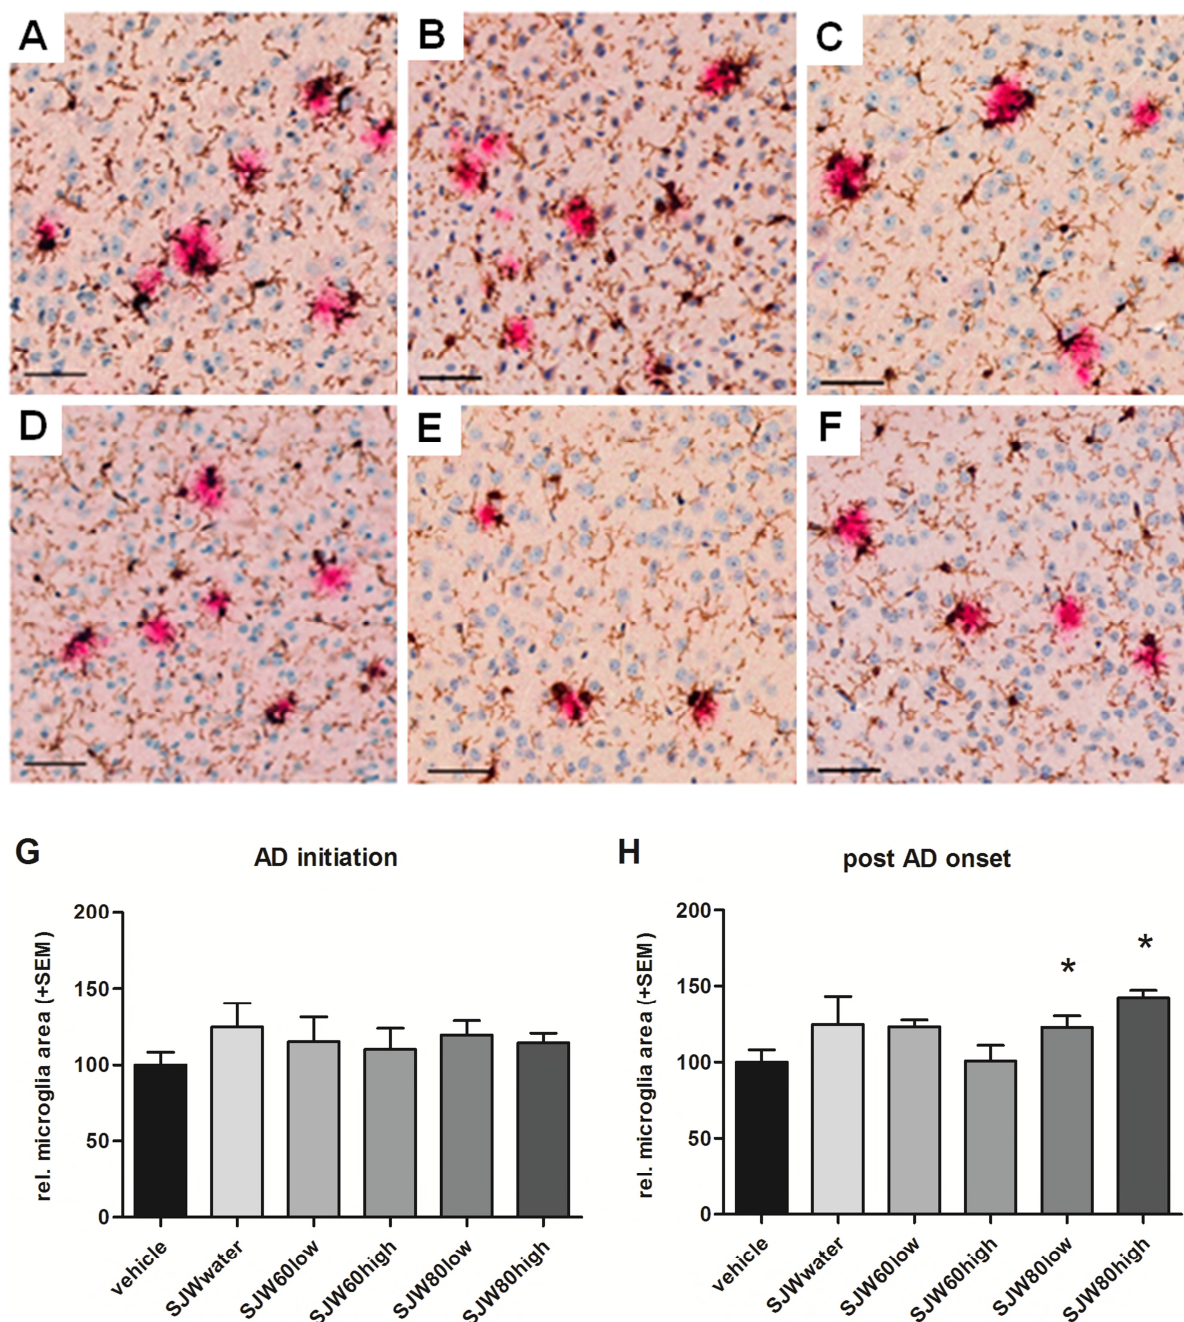 A
B
C
D
E
F
G
AD initiation
rel. microglia area (+SEM)
200
150
100
50
0
vehicle
SJWwater
SJW60low
SJW60high
SJW80low
SJW80high
H
post AD onset
rel. microglia area (+SEM)
200
150
100
50
0
*
*
vehicle
SJWwater
SJW60low
SJW60high
SJW80low
SJW80high